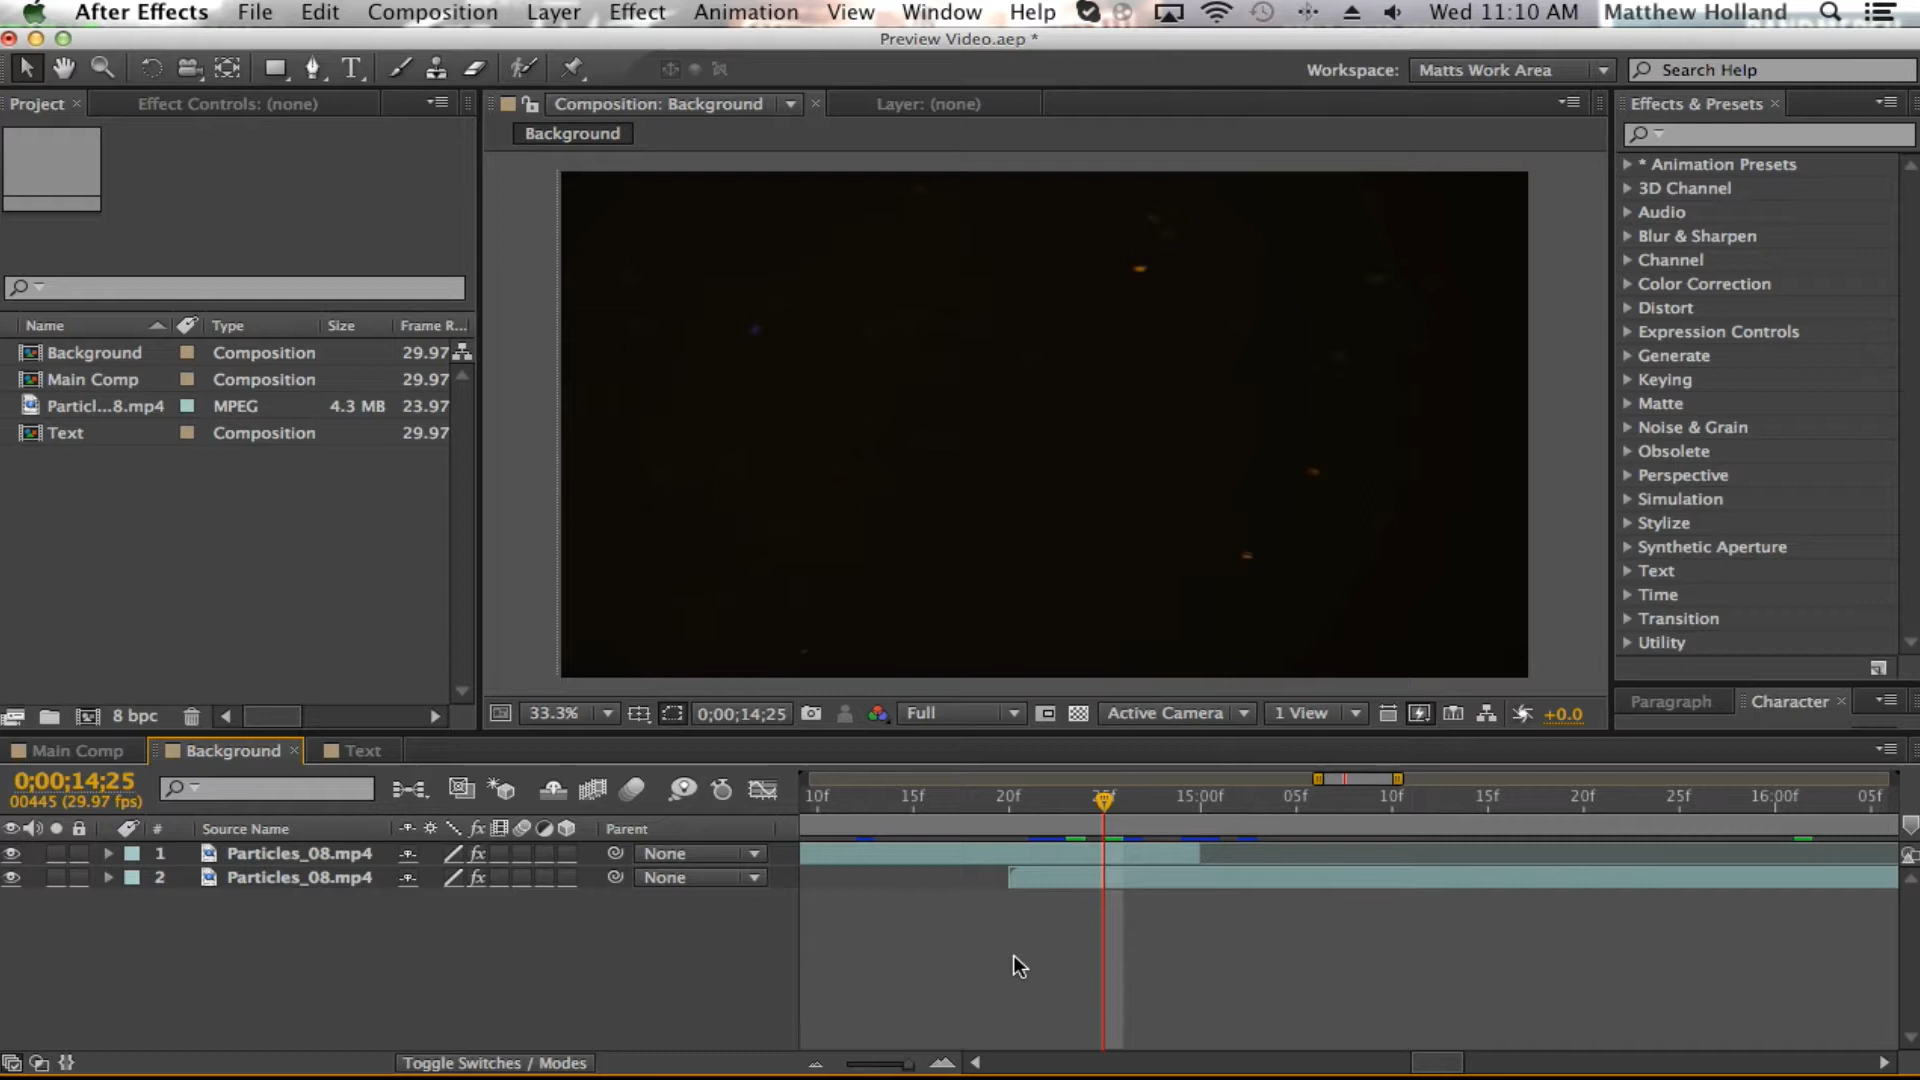 After Effects File Edit Composition Layer Effect Animation View Window Help Wed 11:10 AM Matthew Holland
Preview Video.aep *
Workspace: Matts Work Area Search Help
Project × Effect Controls: (none) Composition: Background × Layer: (none) Effects & Presets ×
Background
* Animation Presets
3D Channel
Audio
Blur & Sharpen
Channel
Color Correction
Distort
Expression Controls
Generate
Keying
Matte
Noise & Grain
Obsolete
Perspective
Simulation
Stylize
Synthetic Aperture
Text
Time
Transition
Utility
Name Type Size Frame R...
Background Composition 29.97
Main Comp Composition 29.97
Particl...8.mp4 MPEG 4.3 MB 23.97
Text Composition 29.97
8 bpc 33.3% 0;00;14;25 Full Active Camera 1 View +0.0
Paragraph Character ×
Main Comp Background × Text
0;00;14;25
00445 (29.97 fps)
10f 15f 20f 25f 15:00f 05f 10f 15f 20f 25f 16:00f 05f
# Source Name fx Parent
1 Particles_08.mp4 fx None
2 Particles_08.mp4 fx None
Toggle Switches / Modes